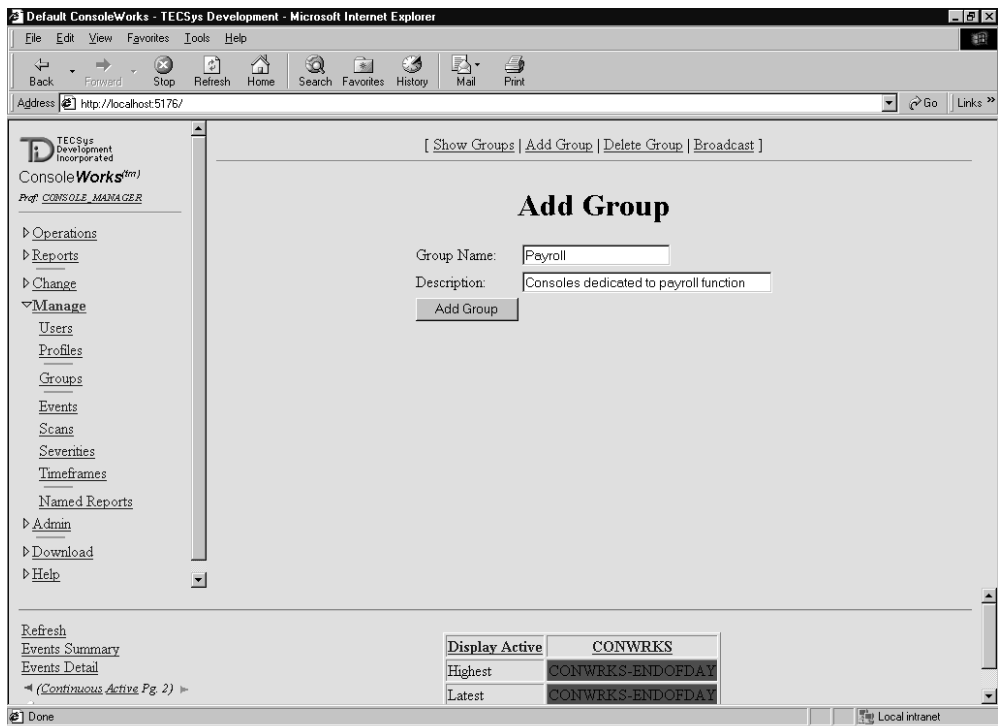 Default ConsoleWorks - TECSys Development - Microsoft Internet Explorer
File Edit View Favorites Tools Help
Back Forward Stop Refresh Home Search Favorites History Mail Print
Address http://localhost:5176/ Go Links »
TECSys
Development
Incorporated
ConsoleWorks(tm)
Prof: CONSOLE_MANAGER
Operations
Reports
Change
Manage
Users
Profiles
Groups
Events
Scans
Severities
Timeframes
Named Reports
Admin
Download
Help
[ Show Groups | Add Group | Delete Group | Broadcast ]
Add Group
Group Name: Payroll
Description: Consoles dedicated to payroll function
Add Group
Refresh
Events Summary
Events Detail
(Continuous Active Pg. 2)
Display Active CONWRKS
Highest CONWRKS-ENDOFDAY
Latest CONWRKS-ENDOFDAY
Done Local intranet